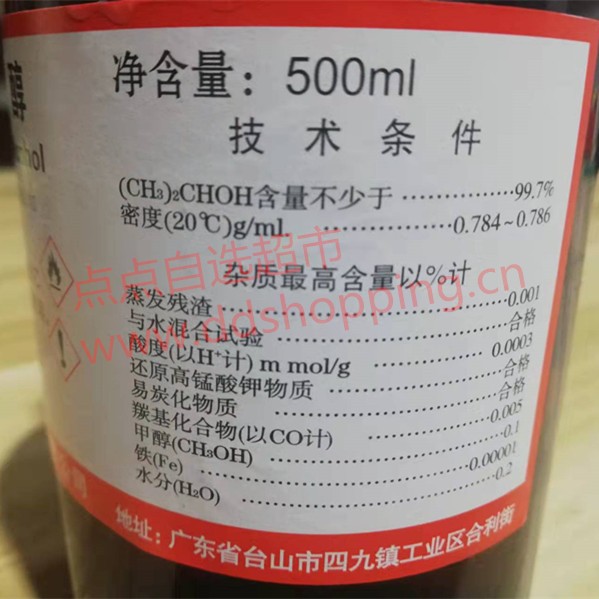 净含量：500ml
醇
技术条件
(CH₃)₂CHOH含量不少于……………99.7%
密度(20℃)g/ml ……………0.784~0.786
杂质最高含量以%计
蒸发残渣……………0.001
与水混合试验……………合格
酸度(以H⁺计) m mol/g……………0.0003
还原高锰酸钾物质……………合格
易炭化物质……………合格
羰基化合物(以CO计)……………0.005
甲醇(CH₃OH)……………0.1
铁(Fe)……………0.00001
水分(H₂O)……………0.2
地址：广东省台山市四九镇工业区合利街
点点自选超市
www.ddshopping.cn